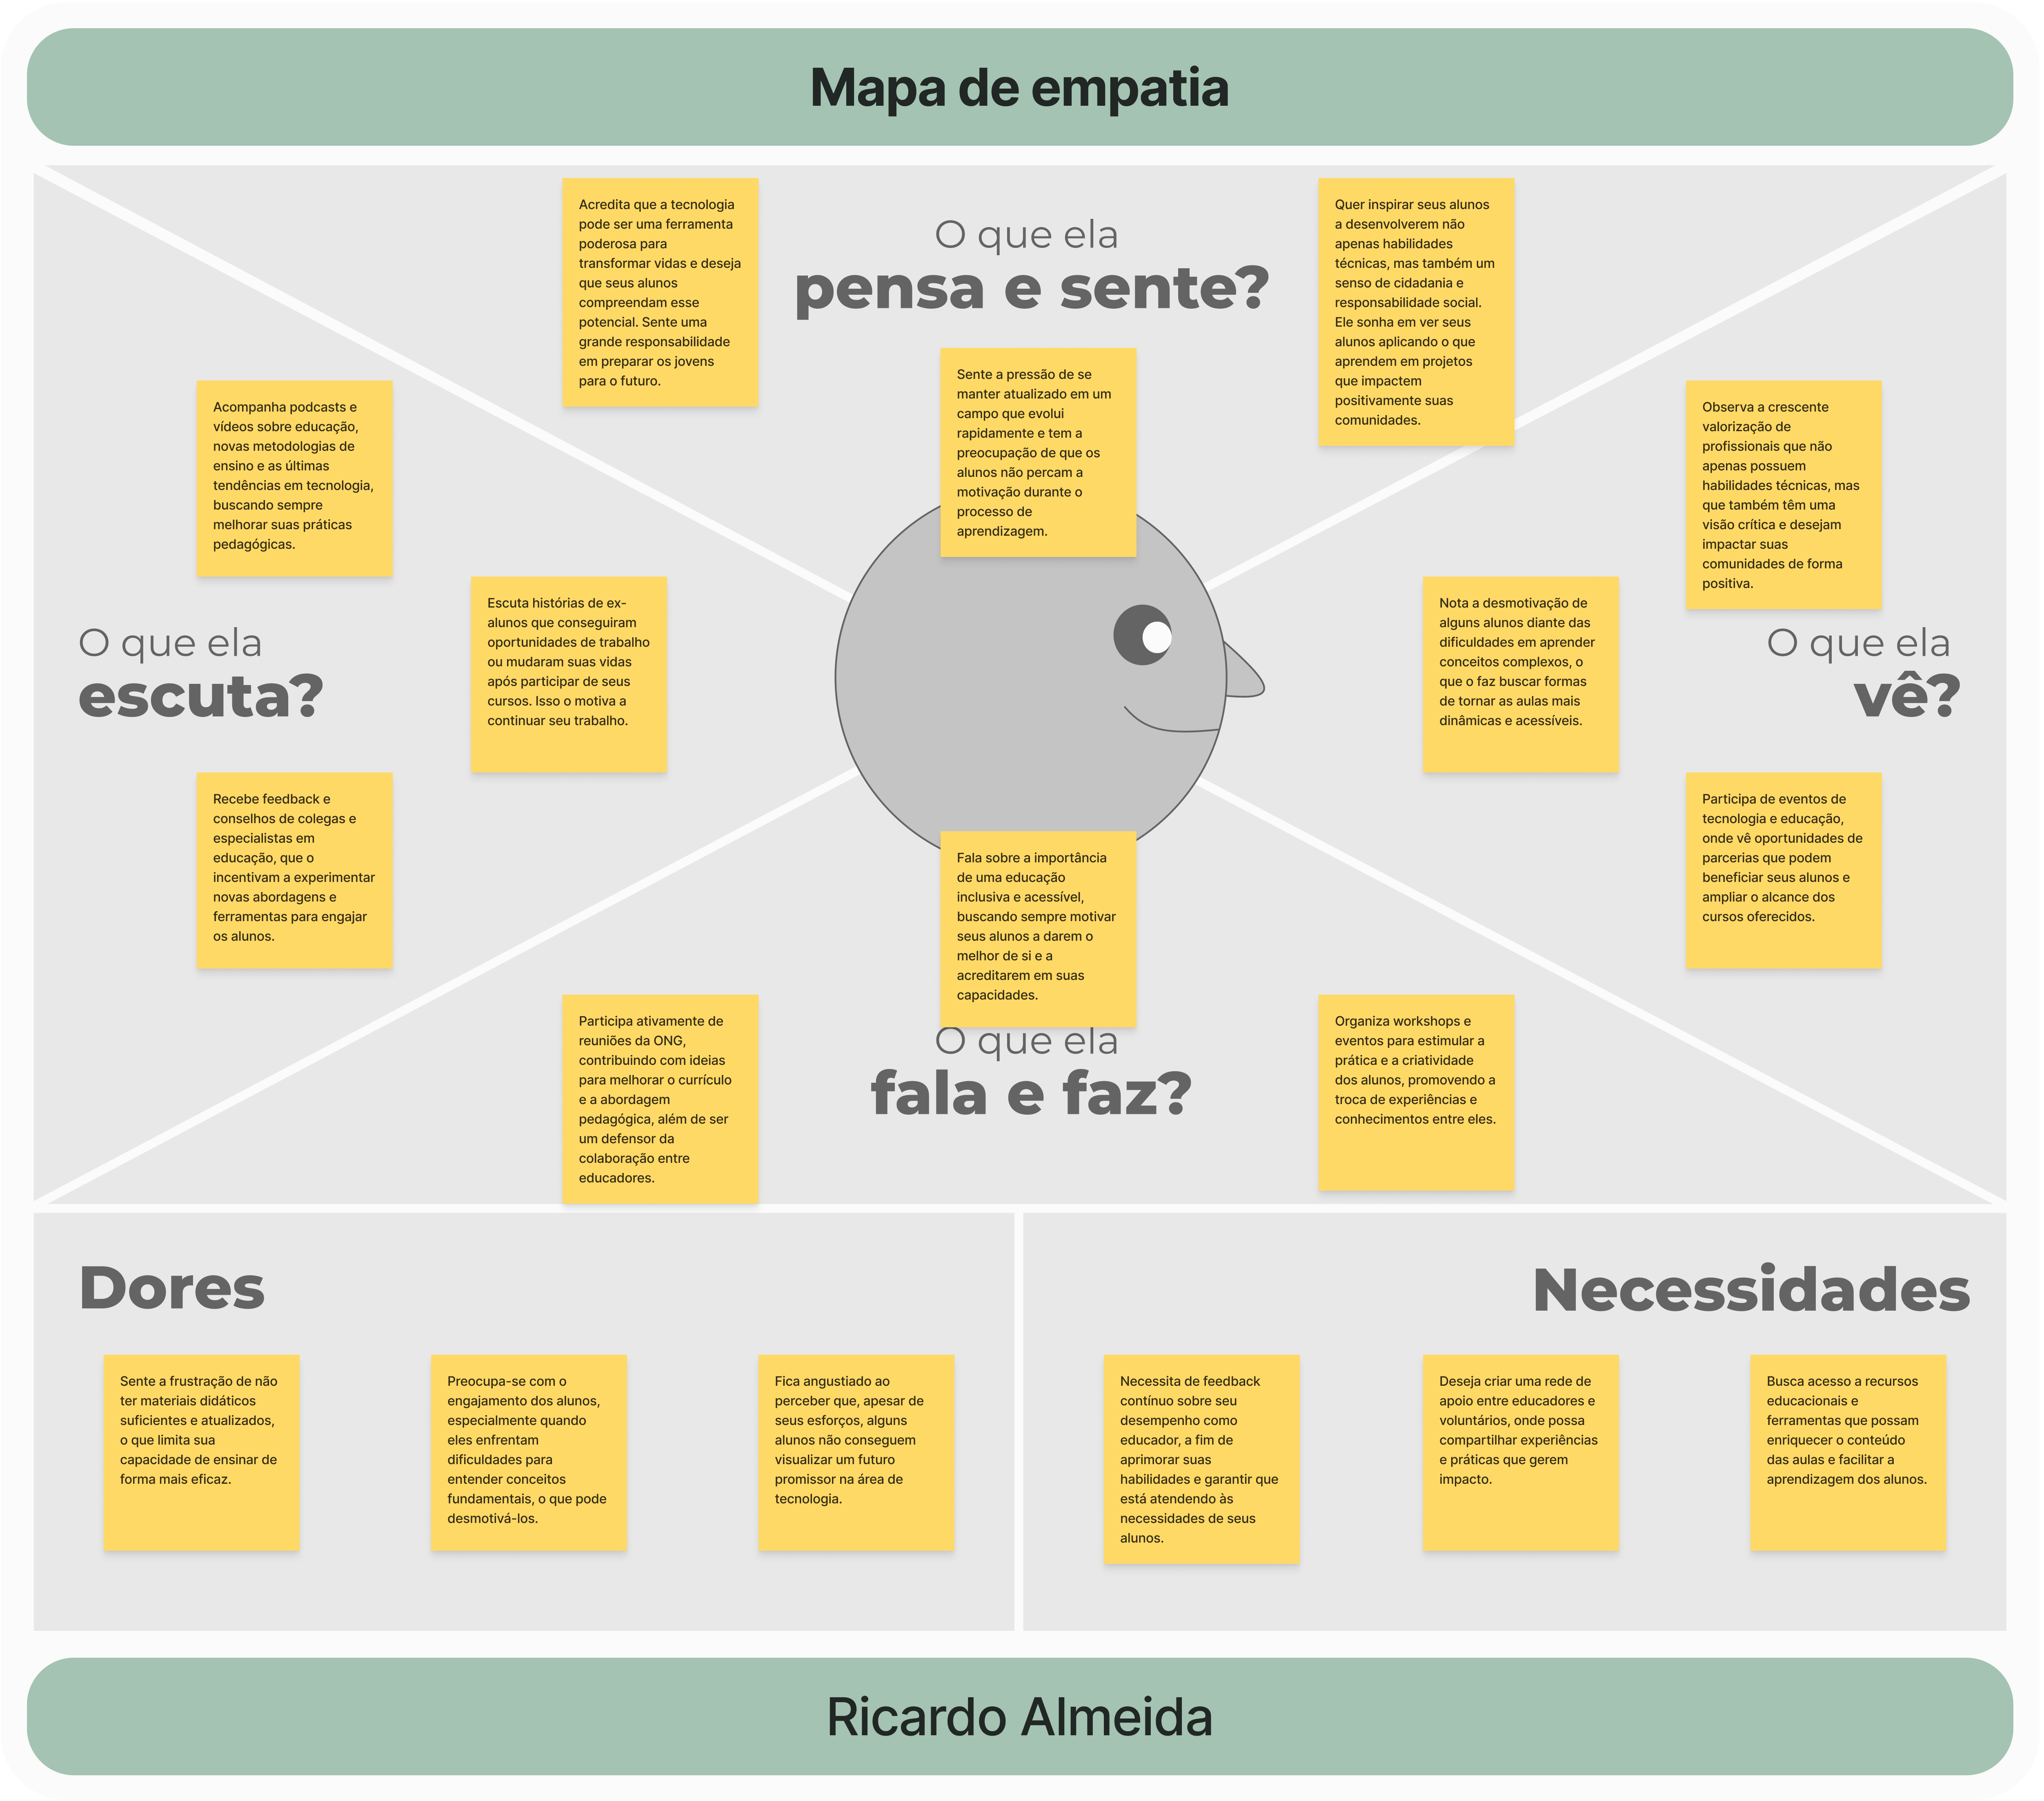 Mapa de empatia
Acredita que a tecnologia
pode ser uma ferramenta
poderosa para
transformar vidas e deseja
que seus alunos
compreendam esse
potencial. Sente uma
grande responsabilidade
em preparar os jovens
para o futuro.
O que ela
pensa e sente?
Sente a pressão de se
manter atualizado em um
campo que evolui
rapidamente e tem a
preocupação de que os
alunos não percam a
motivação durante o
processo de
aprendizagem.
Quer inspirar seus alunos
a desenvolverem não
apenas habilidades
técnicas, mas também um
senso de cidadania e
responsabilidade social.
Ele sonha em ver seus
alunos aplicando o que
aprendem em projetos
que impactem
positivamente suas
comunidades.
Acompanha podcasts e
vídeos sobre educação,
novas metodologias de
ensino e as últimas
tendências em tecnologia,
buscando sempre
melhorar suas práticas
pedagógicas.
Escuta histórias de ex-
alunos que conseguiram
oportunidades de trabalho
ou mudaram suas vidas
após participar de seus
cursos. Isso o motiva a
continuar seu trabalho.
O que ela
escuta?
Recebe feedback e
conselhos de colegas e
especialistas em
educação, que o
incentivam a experimentar
novas abordagens e
ferramentas para engajar
os alunos.
Observa a crescente
valorização de
profissionais que não
apenas possuem
habilidades técnicas, mas
que também têm uma
visão crítica e desejam
impactar suas
comunidades de forma
positiva.
Nota a desmotivação de
alguns alunos diante das
dificuldades em aprender
conceitos complexos, o
que o faz buscar formas
de tornar as aulas mais
dinâmicas e acessíveis.
O que ela
vê?
Participa de eventos de
tecnologia e educação,
onde vê oportunidades de
parcerias que podem
beneficiar seus alunos e
ampliar o alcance dos
cursos oferecidos.
Fala sobre a importância
de uma educação
inclusiva e acessível,
buscando sempre motivar
seus alunos a darem o
melhor de si e a
acreditarem em suas
capacidades.
Participa ativamente de
reuniões da ONG,
contribuindo com ideias
para melhorar o currículo
e a abordagem
pedagógica, além de ser
um defensor da
colaboração entre
educadores.
O que ela
fala e faz?
Organiza workshops e
eventos para estimular a
prática e a criatividade
dos alunos, promovendo a
troca de experiências e
conhecimentos entre eles.
Dores
Sente a frustração de não
ter materiais didáticos
suficientes e atualizados,
o que limita sua
capacidade de ensinar de
forma mais eficaz.
Preocupa-se com o
engajamento dos alunos,
especialmente quando
eles enfrentam
dificuldades para
entender conceitos
fundamentais, o que pode
desmotivá-los.
Fica angustiado ao
perceber que, apesar de
seus esforços, alguns
alunos não conseguem
visualizar um futuro
promissor na área de
tecnologia.
Necessidades
Necessita de feedback
contínuo sobre seu
desempenho como
educador, a fim de
aprimorar suas
habilidades e garantir que
está atendendo às
necessidades de seus
alunos.
Deseja criar uma rede de
apoio entre educadores e
voluntários, onde possa
compartilhar experiências
e práticas que gerem
impacto.
Busca acesso a recursos
educacionais e
ferramentas que possam
enriquecer o conteúdo
das aulas e facilitar a
aprendizagem dos alunos.
Ricardo Almeida